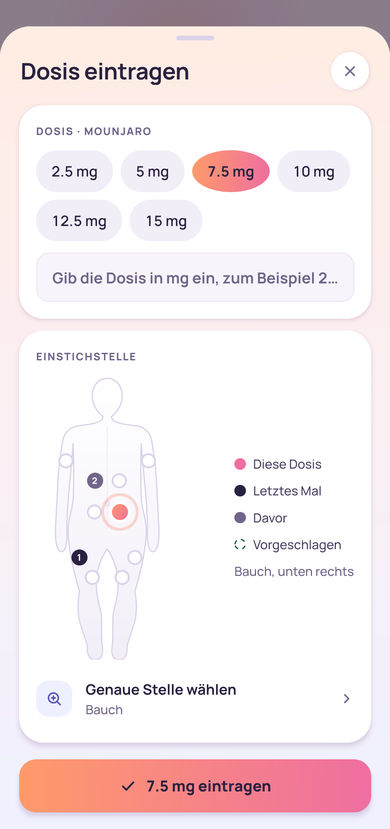 Dosis eintragen
DOSIS · MOUNJARO
2.5 mg
5 mg
7.5 mg
10 mg
12.5 mg
15 mg
Gib die Dosis in mg ein, zum Beispiel 2…
EINSTICHSTELLE
2
1
Diese Dosis
Letztes Mal
Davor
Vorgeschlagen
Bauch, unten rechts
Genaue Stelle wählen
Bauch
7.5 mg eintragen